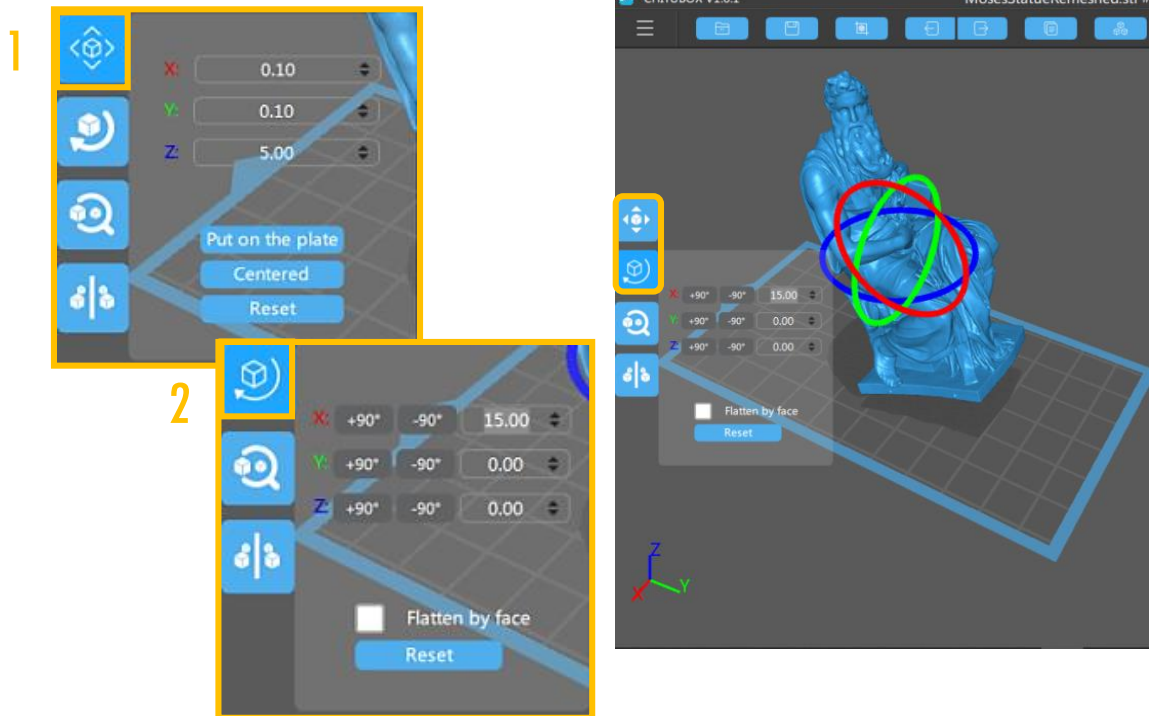 1
X: 0.10
Y: 0.10
Z: 5.00
Put on the plate
Centered
Reset
2
X: +90° -90° 15.00
Y: +90° -90° 0.00
Z: +90° -90° 0.00
Flatten by face
Reset
X: +90° -90° 15.00
Y: +90° -90° 0.00
Z: +90° -90° 0.00
Flatten by face
Reset
Z
X
Y